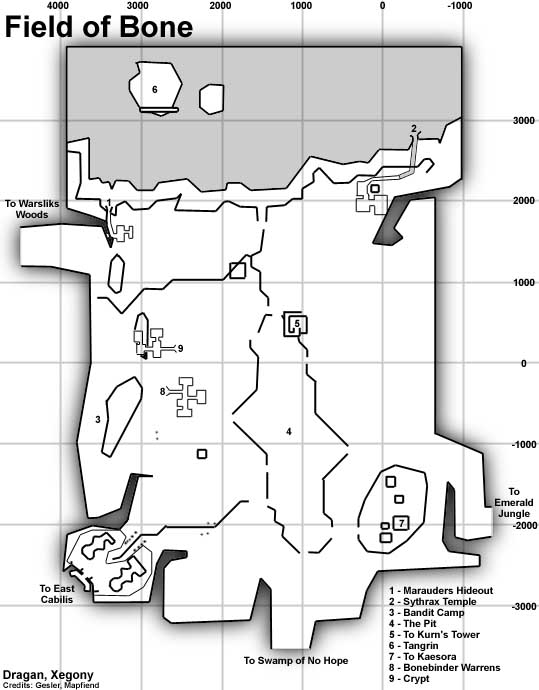 4000 3000 2000 1000 0 -1000
Field of Bone
6
3000
2
2000
To Warsliks
Woods
1
1000
5
9
0
8
3
4
-1000
To
Emerald
Jungle
7
-2000
To East
Cabilis
1 - Marauders Hideout
2 - Sythrax Temple
3 - Bandit Camp
-3000
4 - The Pit
5 - To Kurn's Tower
6 - Tangrin
7 - To Kaesora
8 - Bonebinder Warrens
9 - Crypt
To Swamp of No Hope
Dragan, Xegony
Credits: Gesler, Mapfiend